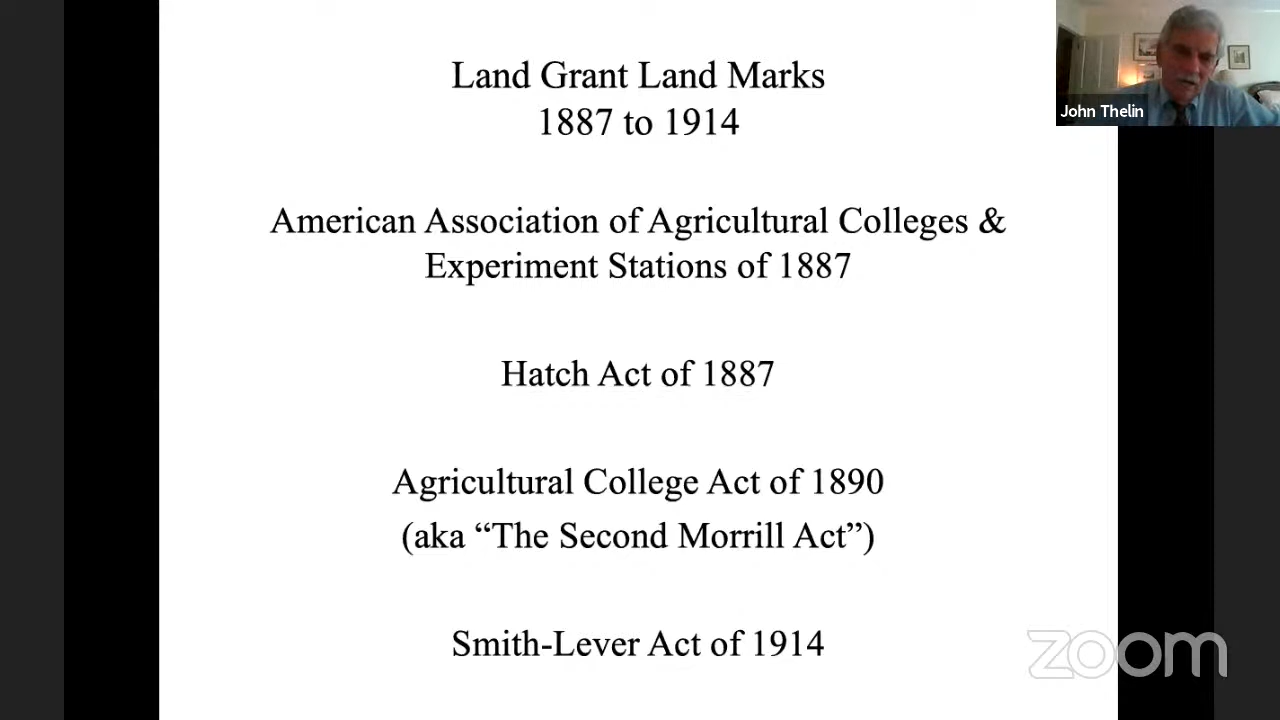 Land Grant Land Marks
1887 to 1914
John Thelin
American Association of Agricultural Colleges &
Experiment Stations of 1887
Hatch Act of 1887
Agricultural College Act of 1890
(aka “The Second Morrill Act”)
Smith-Lever Act of 1914
zoom